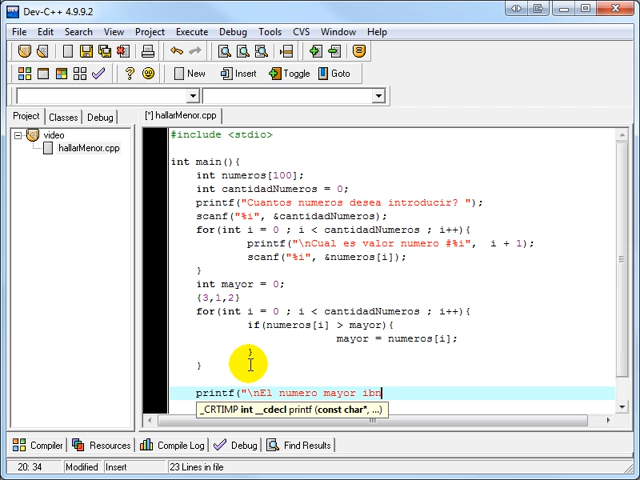 Dev-C++ 4.9.9.2
File Edit Search View Project Execute Debug Tools CVS Window Help
New Insert Toggle Goto
Project Classes Debug
[*] hallarMenor.cpp
video
hallarMenor.cpp
#include <stdio>
int main(){
int numeros[100];
int cantidadNumeros = 0;
printf("Cuantos numeros desea introducir? ");
scanf("%i", &cantidadNumeros);
for(int i = 0 ; i < cantidadNumeros ; i++){
printf("\nCual es valor numero #%i", i + 1);
scanf("%i", &numeros[i]);
}
int mayor = 0;
{3,1,2}
for(int i = 0 ; i < cantidadNumeros ; i++){
if(numeros[i] > mayor){
mayor = numeros[i];
}
}
printf("\nEl numero mayor ibn
_CRTIMP int __cdecl printf (const char*, ...)
Compiler Resources Compile Log Debug Find Results
20: 34 Modified Insert 23 Lines in file